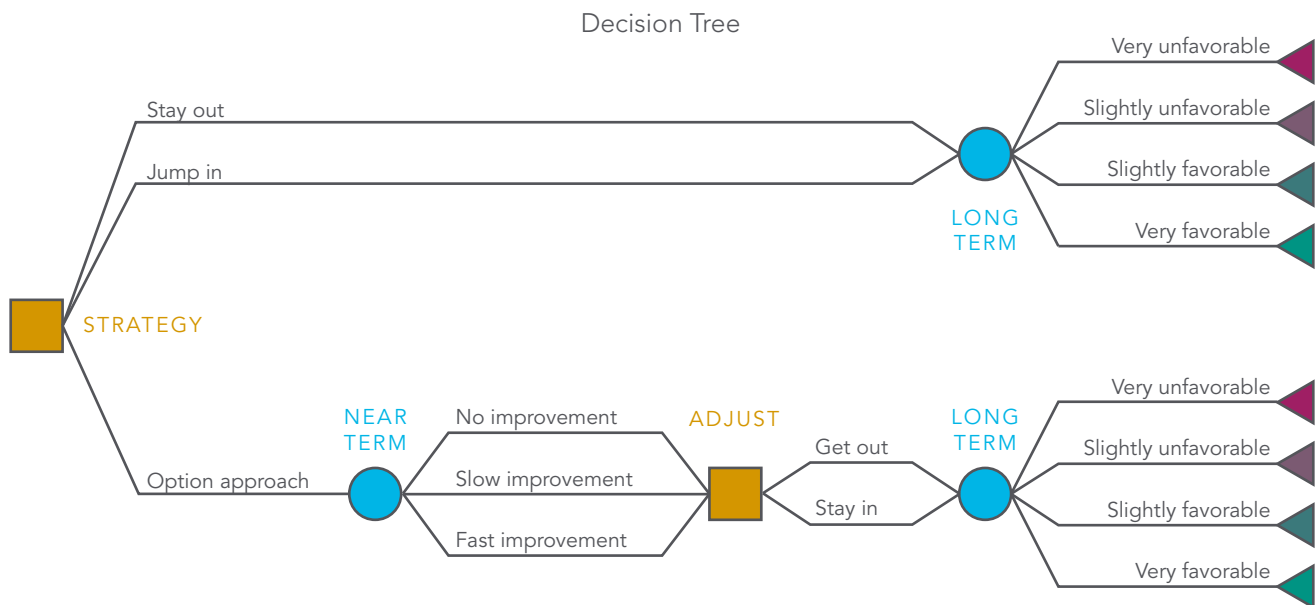 Decision Tree
Very unfavorable
Stay out
Slightly unfavorable
Jump in
Slightly favorable
LONG
TERM
Very favorable
STRATEGY
Very unfavorable
NEAR
TERM
No improvement
ADJUST
LONG
TERM
Get out
Slightly unfavorable
Option approach
Slow improvement
Stay in
Slightly favorable
Fast improvement
Very favorable